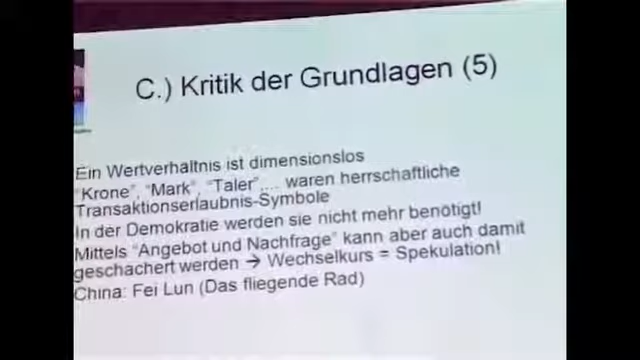 C.) Kritik der Grundlagen (5)
Ein Wertverhältnis ist dimensionslos
"Krone", "Mark", "Taler",... waren herrschaftliche
Transaktionserlaubnis-Symbole
In der Demokratie werden sie nicht mehr benötigt!
Mittels "Angebot und Nachfrage" kann aber auch damit
geschachert werden → Wechselkurs = Spekulation!
China: Fei Lun (Das fliegende Rad)